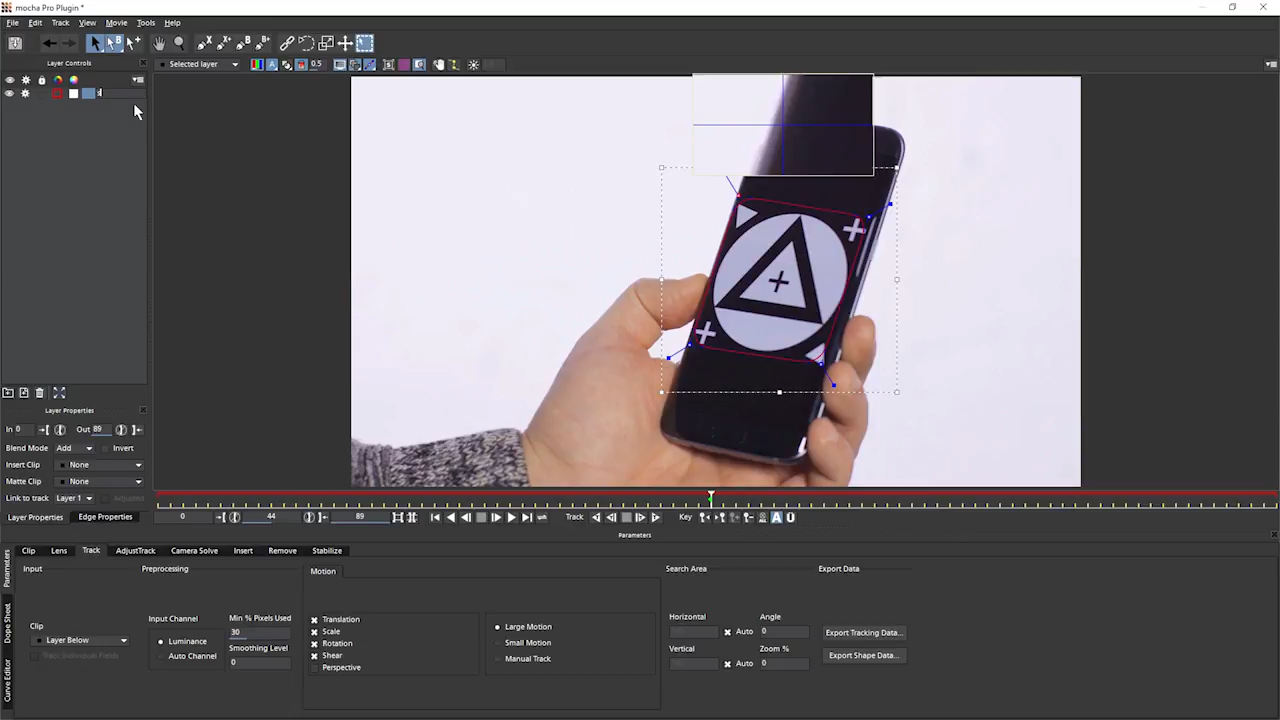 mocha Pro Plugin *
File Edit Track View Movie Tools Help
Layer Controls
Selected layer
0.5
Layer Properties
In 0 Out 89
Blend Mode Add Invert
Insert Clip None
Matte Clip None
Link to track Layer 1 Adjusted
Layer Properties Edge Properties
0 44 89 Track: Key
Parameters
Parameters
Dope Sheet
Curve Editor
Clip Lens Track AdjustTrack Camera Solve Insert Remove Stabilize
Input Preprocessing Motion Search Area Export Data
Clip
Layer Below
Track Individual Fields
Input Channel
Luminance
Auto Channel
Min % Pixels Used
30
Smoothing Level
0
Translation
Scale
Rotation
Shear
Perspective
Large Motion
Small Motion
Manual Track
Horizontal Angle
Auto 0
Vertical Zoom %
Auto 0
Export Tracking Data...
Export Shape Data...